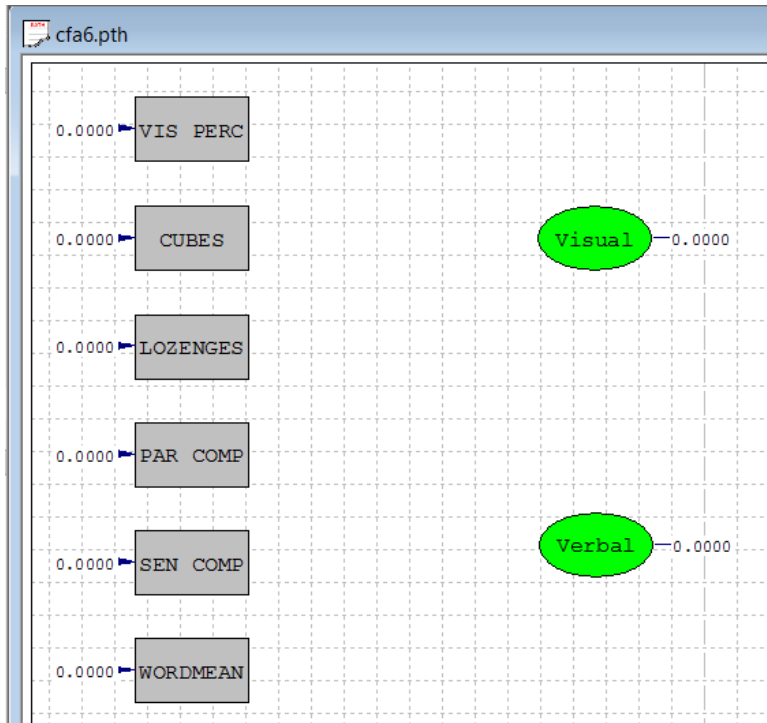 cfa6.pth
0.0000 VIS PERC
0.0000 CUBES
Visual 0.0000
0.0000 LOZENGES
0.0000 PAR COMP
Verbal 0.0000
0.0000 SEN COMP
0.0000 WORDMEAN